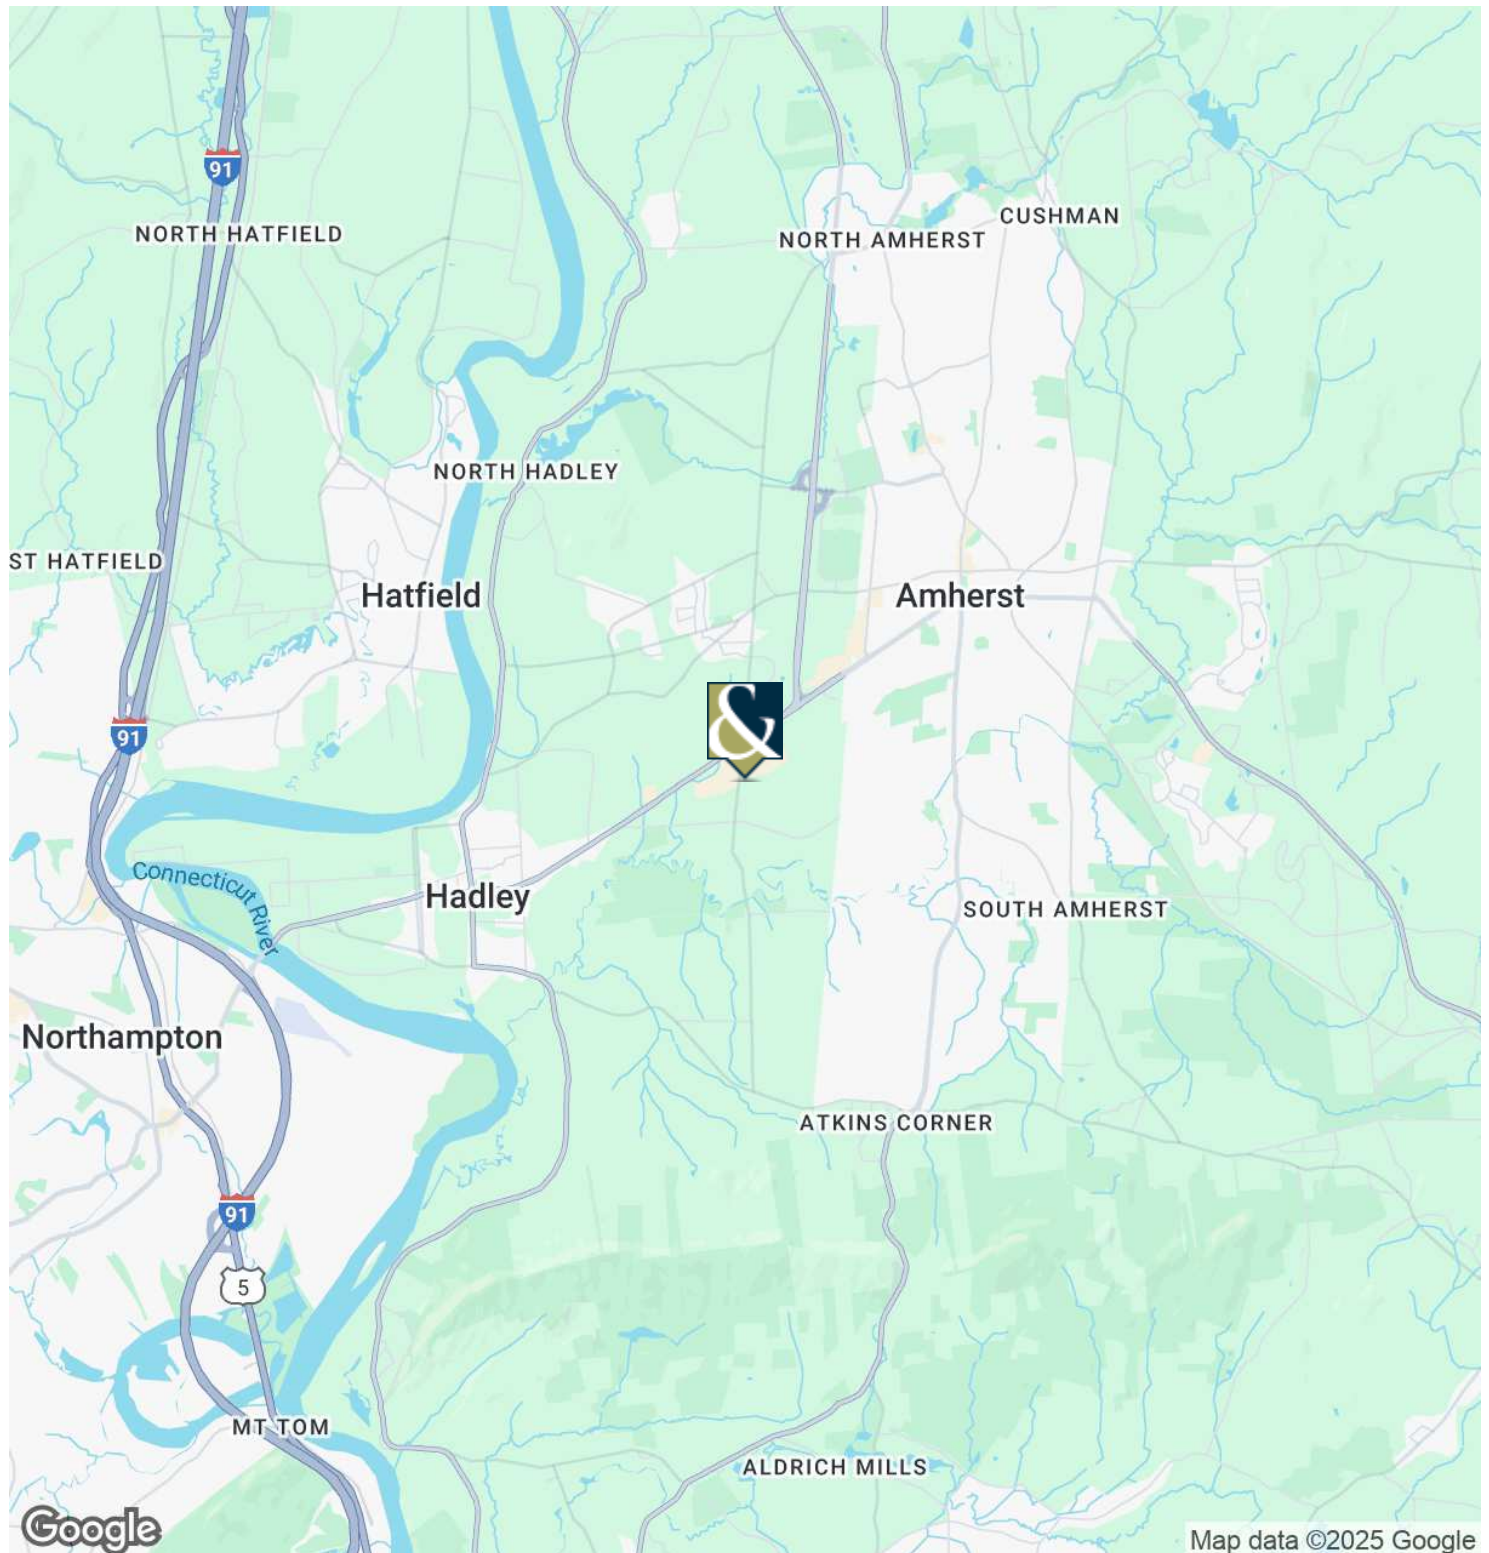 91
CUSHMAN
NORTH HATFIELD
NORTH AMHERST
NORTH HADLEY
ST HATFIELD
Hatfield
Amherst
&
91
Connecticut River
Hadley
SOUTH AMHERST
Northampton
ATKINS CORNER
91
5
MT TOM
ALDRICH MILLS
Google
Map data ©2025 Google